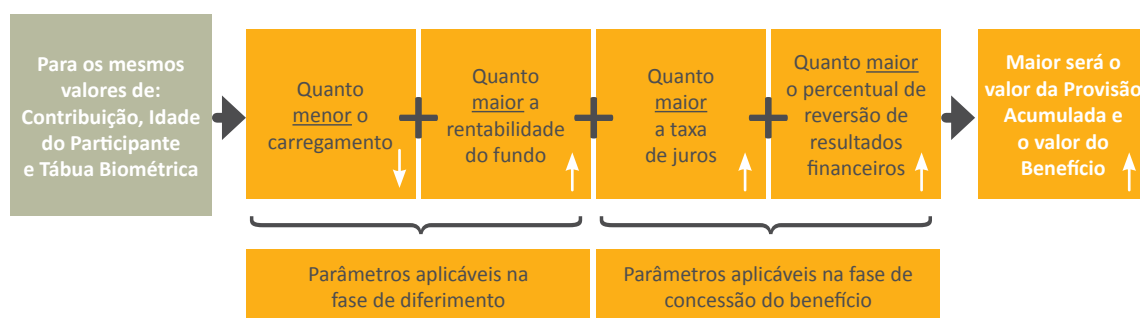 Para os mesmos
valores de:
Contribuição, Idade
do Participante
e Tábua Biométrica
Quanto
menor o
carregamento
+
Quanto
maior a
rentabilidade
do fundo
+
Quanto
maior
a taxa
de juros
+
Quanto maior
o percentual de
reversão de
resultados
financeiros
Maior será o
valor da Provisão
Acumulada e
o valor do
Benefício
Parâmetros aplicáveis na
fase de diferimento
Parâmetros aplicáveis na fase de
concessão do benefício